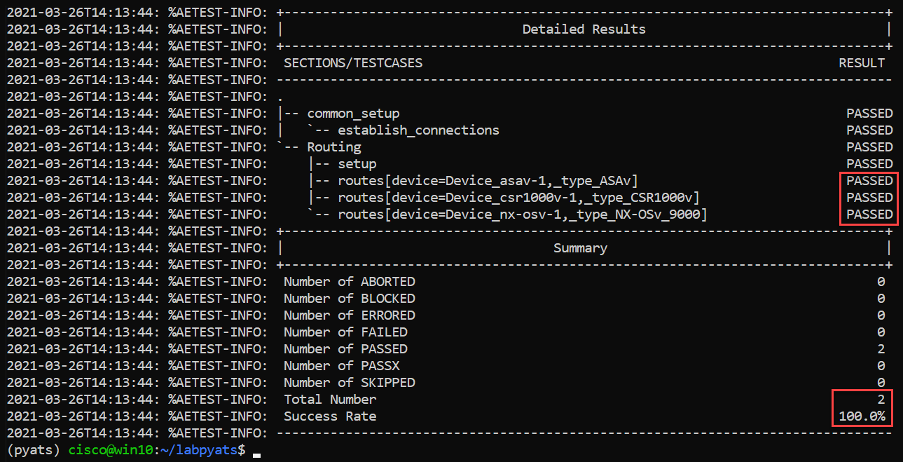 2021-03-26T14:13:44: %AETEST-INFO: +------------------------------------------------------------------------------+
2021-03-26T14:13:44: %AETEST-INFO: |                               Detailed Results                               |
2021-03-26T14:13:44: %AETEST-INFO: +------------------------------------------------------------------------------+
2021-03-26T14:13:44: %AETEST-INFO:  SECTIONS/TESTCASES                                                      RESULT
2021-03-26T14:13:44: %AETEST-INFO: --------------------------------------------------------------------------------
2021-03-26T14:13:44: %AETEST-INFO: .
2021-03-26T14:13:44: %AETEST-INFO: |-- common_setup                                                          PASSED
2021-03-26T14:13:44: %AETEST-INFO: |   `-- establish_connections                                             PASSED
2021-03-26T14:13:44: %AETEST-INFO: `-- Routing                                                               PASSED
2021-03-26T14:13:44: %AETEST-INFO:     |-- setup                                                             PASSED
2021-03-26T14:13:44: %AETEST-INFO:     |-- routes[device=Device_asav-1,_type_ASAv]                           PASSED
2021-03-26T14:13:44: %AETEST-INFO:     |-- routes[device=Device_csr1000v-1,_type_CSR1000v]                   PASSED
2021-03-26T14:13:44: %AETEST-INFO:     `-- routes[device=Device_nx-osv-1,_type_NX-OSv_9000]                  PASSED
2021-03-26T14:13:44: %AETEST-INFO: +------------------------------------------------------------------------------+
2021-03-26T14:13:44: %AETEST-INFO: |                                   Summary                                    |
2021-03-26T14:13:44: %AETEST-INFO: +------------------------------------------------------------------------------+
2021-03-26T14:13:44: %AETEST-INFO:  Number of ABORTED                                                            0
2021-03-26T14:13:44: %AETEST-INFO:  Number of BLOCKED                                                            0
2021-03-26T14:13:44: %AETEST-INFO:  Number of ERRORED                                                            0
2021-03-26T14:13:44: %AETEST-INFO:  Number of FAILED                                                             0
2021-03-26T14:13:44: %AETEST-INFO:  Number of PASSED                                                             2
2021-03-26T14:13:44: %AETEST-INFO:  Number of PASSX                                                              0
2021-03-26T14:13:44: %AETEST-INFO:  Number of SKIPPED                                                            0
2021-03-26T14:13:44: %AETEST-INFO:  Total Number                                                                 2
2021-03-26T14:13:44: %AETEST-INFO:  Success Rate                                                            100.0%
2021-03-26T14:13:44: %AETEST-INFO: --------------------------------------------------------------------------------
(pyats) cisco@win10:~/labpyats$